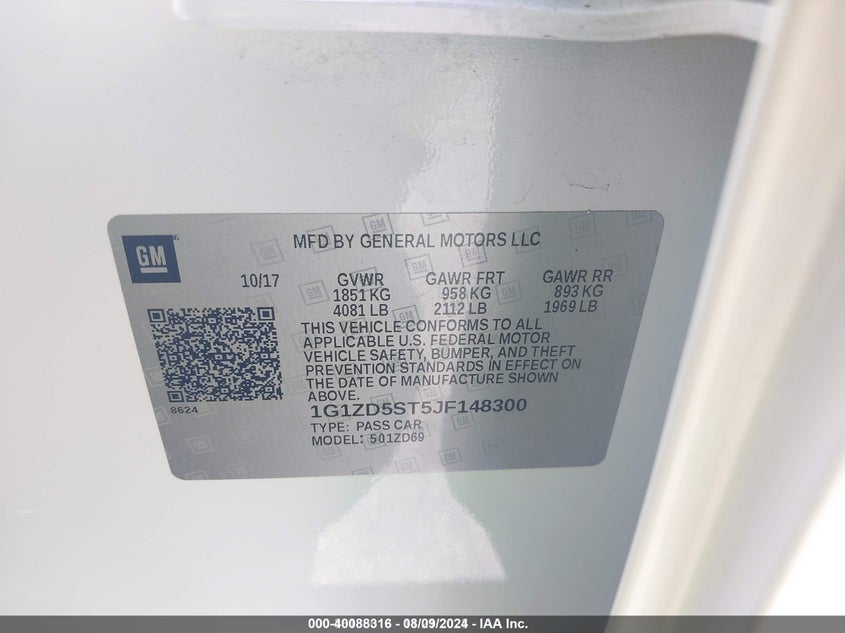 GM
MFD BY GENERAL MOTORS LLC
10/17 GVWR GAWR FRT GAWR RR
1851 KG 958 KG 893 KG
4081 LB 2112 LB 1969 LB
THIS VEHICLE CONFORMS TO ALL
APPLICABLE U.S. FEDERAL MOTOR
VEHICLE SAFETY, BUMPER, AND THEFT
PREVENTION STANDARDS IN EFFECT ON
THE DATE OF MANUFACTURE SHOWN
ABOVE.
8624
1G1ZD5ST5JF148300
TYPE: PASS CAR
MODEL: 501ZD69
000-40088316 - 08/09/2024 - IAA Inc.